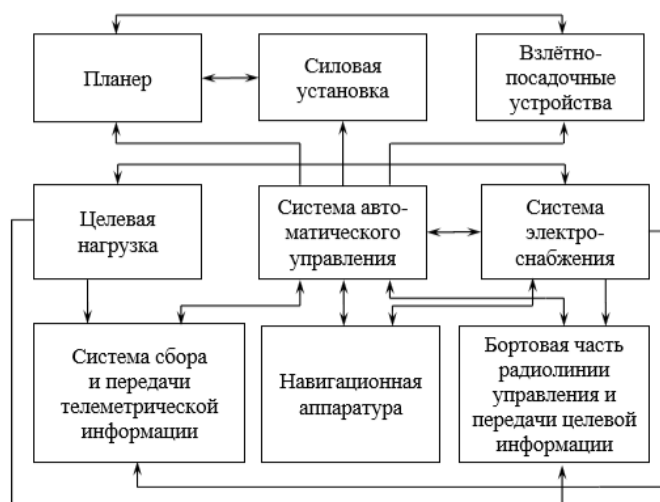 Планер
Силовая
установка
Взлётно-
посадочные
устройства
Целевая
нагрузка
Система авто-
матического
управления
Система
электро-
снабжения
Система сбора
и передачи
телеметрической
информации
Навигационная
аппаратура
Бортовая часть
радиолинии
управления и
передачи целевой
информации